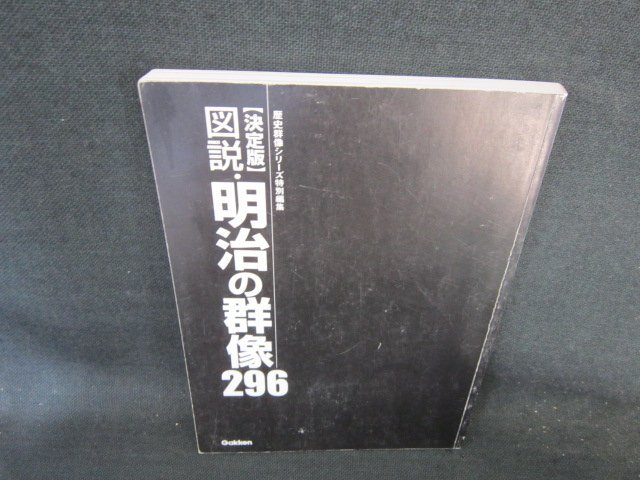 歴史群像シリーズ特別編集
【決定版】
図説・明治の群像
296
Gakken